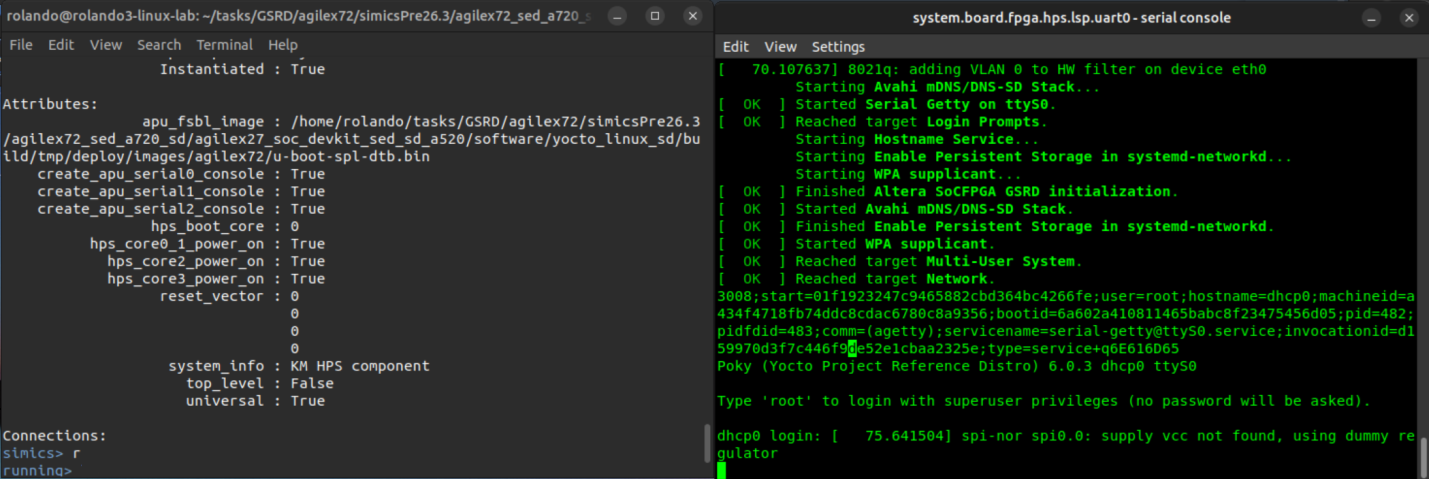 rolando@rolando3-linux-lab: ~/tasks/GSRD/agilex72/simicsPre26.3/agilex72_sed_a720_s
File Edit View Search Terminal Help
Instantiated : True
Attributes:
apu_fsbl_image : /home/rolando/tasks/GSRD/agilex72/simicsPre26.3
/agilex72_sed_a720_sd/agilex27_soc_devkit_sed_sd_a520/software/yocto_linux_sd/bu
ild/tmp/deploy/images/agilex72/u-boot-spl-dtb.bin
create_apu_serial0_console : True
create_apu_serial1_console : True
create_apu_serial2_console : True
hps_boot_core : 0
hps_core0_1_power_on : True
hps_core2_power_on : True
hps_core3_power_on : True
reset_vector : 0
0
0
0
system_info : KM HPS component
top_level : False
universal : True
Connections:
simics> r
running>
system.board.fpga.hps.lsp.uart0 - serial console
Edit View Settings
[   70.107637] 8021q: adding VLAN 0 to HW filter on device eth0
Starting Avahi mDNS/DNS-SD Stack...
[  OK  ] Started Serial Getty on ttyS0.
[  OK  ] Reached target Login Prompts.
Starting Hostname Service...
Starting Enable Persistent Storage in systemd-networkd...
Starting WPA supplicant...
[  OK  ] Finished Altera SoCFPGA GSRD initialization.
[  OK  ] Started Avahi mDNS/DNS-SD Stack.
[  OK  ] Finished Enable Persistent Storage in systemd-networkd.
[  OK  ] Started WPA supplicant.
[  OK  ] Reached target Multi-User System.
[  OK  ] Reached target Network.
3008;start=01f1923247c9465882cbd364bc4266fe;user=root;hostname=dhcp0;machineid=a
434f4718fb74ddc8cdac6780c8a9356;bootid=6a602a410811465babc8f23475456d05;pid=482;
pidfdid=483;comm=(agetty);servicename=serial-getty@ttyS0.service;invocationid=d1
59970d3f7c446f9de52e1cbaa2325e;type=service+q6E616D65
Poky (Yocto Project Reference Distro) 6.0.3 dhcp0 ttyS0
Type 'root' to login with superuser privileges (no password will be asked).
dhcp0 login: [   75.641504] spi-nor spi0.0: supply vcc not found, using dummy re
gulator